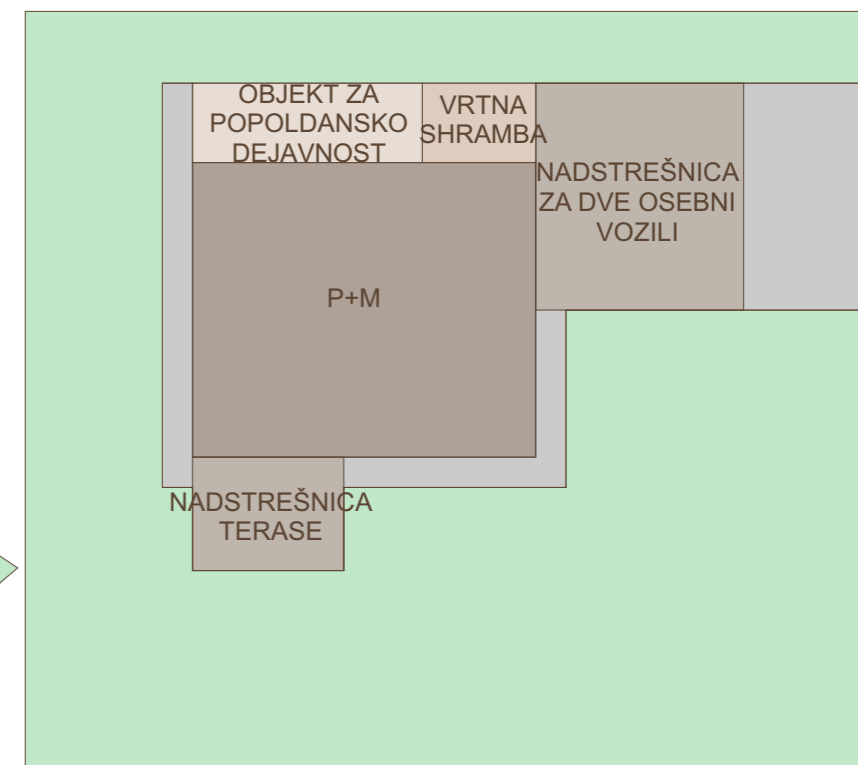 OBJEKT ZA
POPOLDANSKO
DEJAVNOST
VRTNA
SHRAMBA
NADSTREŠNICA
ZA DVE OSEBNI
VOZILI
P+M
NADSTREŠNICA
TERASE